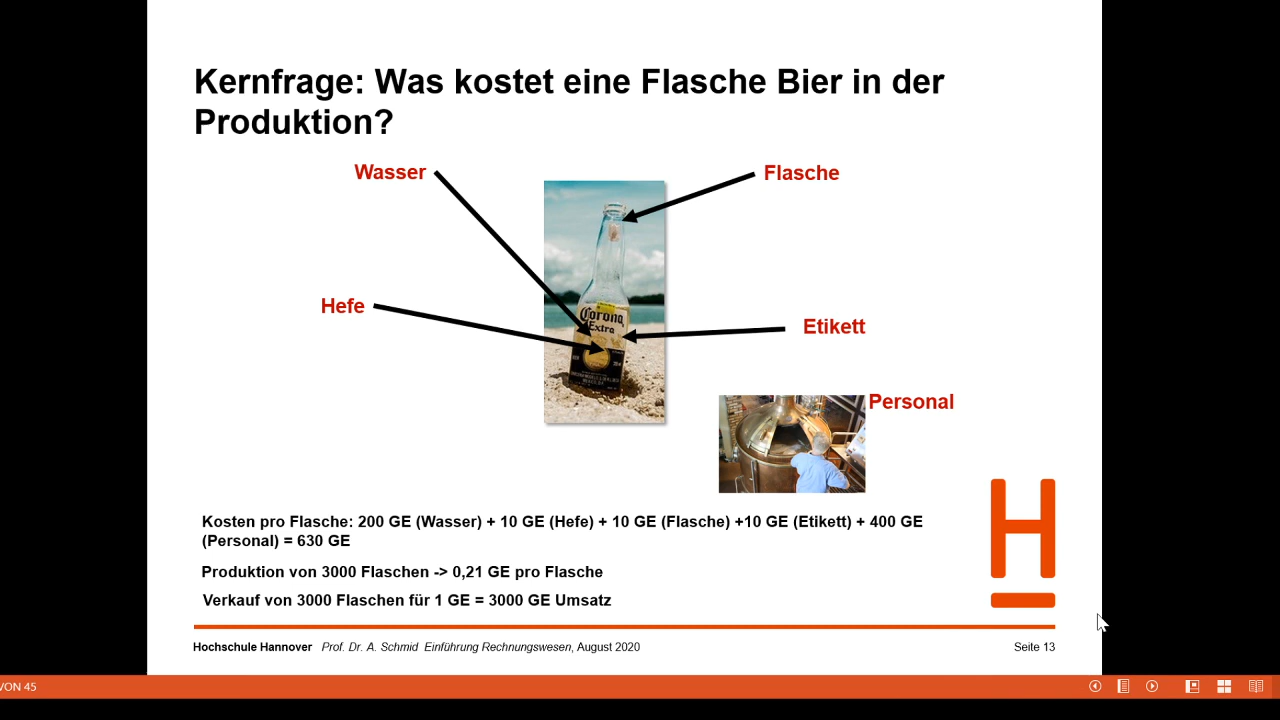 Kernfrage: Was kostet eine Flasche Bier in der
Produktion?
Wasser
Flasche
Hefe
Corona
Extra
Etikett
Personal
Kosten pro Flasche: 200 GE (Wasser) + 10 GE (Hefe) + 10 GE (Flasche) +10 GE (Etikett) + 400 GE
(Personal) = 630 GE
Produktion von 3000 Flaschen -> 0,21 GE pro Flasche
Verkauf von 3000 Flaschen für 1 GE = 3000 GE Umsatz
H
Hochschule Hannover Prof. Dr. A. Schmid Einführung Rechnungswesen, August 2020
Seite 13
VON 45